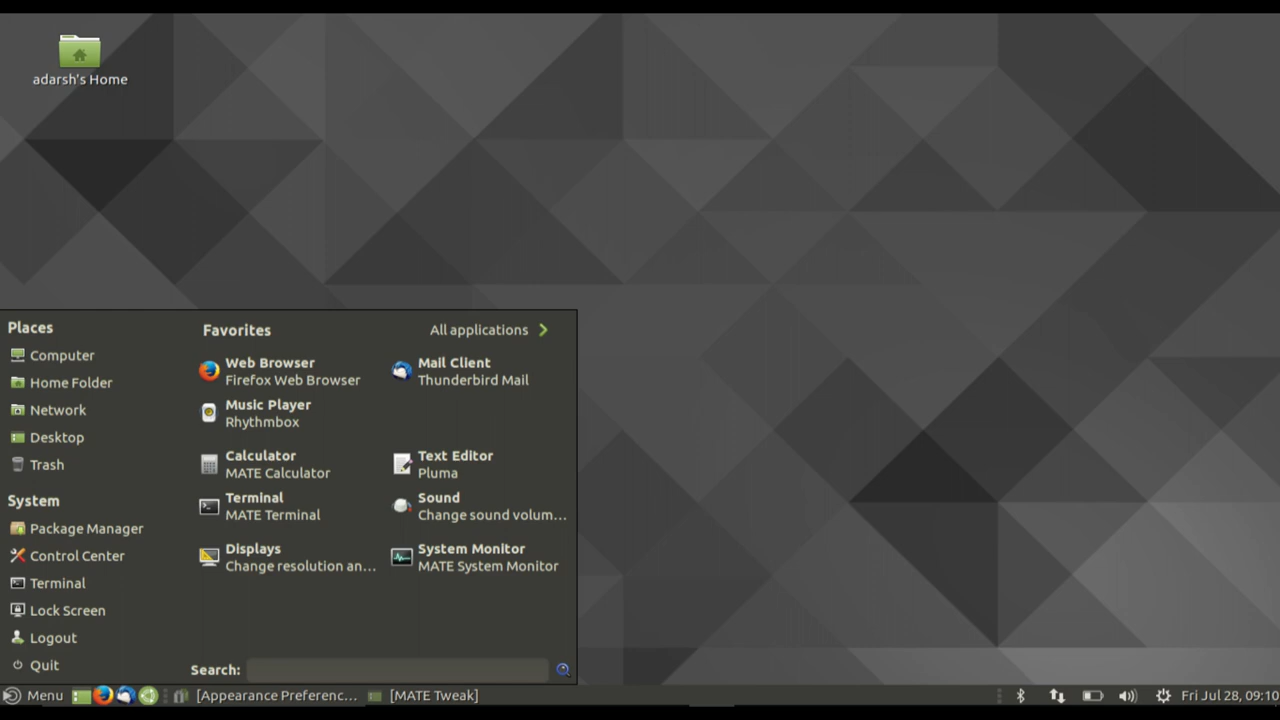 adarsh's Home
Places
Computer
Home Folder
Network
Desktop
Trash
System
Package Manager
Control Center
Terminal
Lock Screen
Logout
Quit
Favorites
All applications
Web Browser
Firefox Web Browser
Mail Client
Thunderbird Mail
Music Player
Rhythmbox
Calculator
MATE Calculator
Text Editor
Pluma
Terminal
MATE Terminal
Sound
Change sound volum...
Displays
Change resolution an...
System Monitor
MATE System Monitor
Search:
Menu
[Appearance Preferenc...
[MATE Tweak]
Fri Jul 28, 09:10